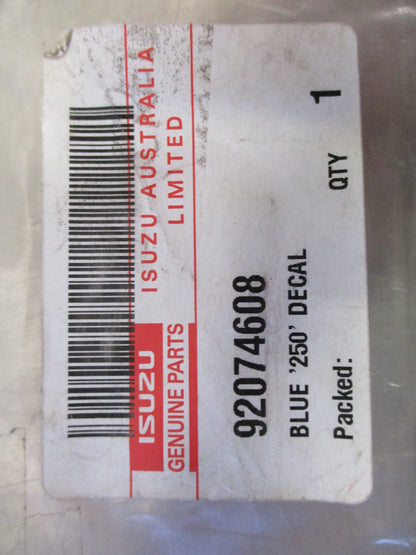 ISUZU
GENUINE PARTS
ISUZU AUSTRALIA
LIMITED
92074608
BLUE '250' DECAL
Packed: QTY 1